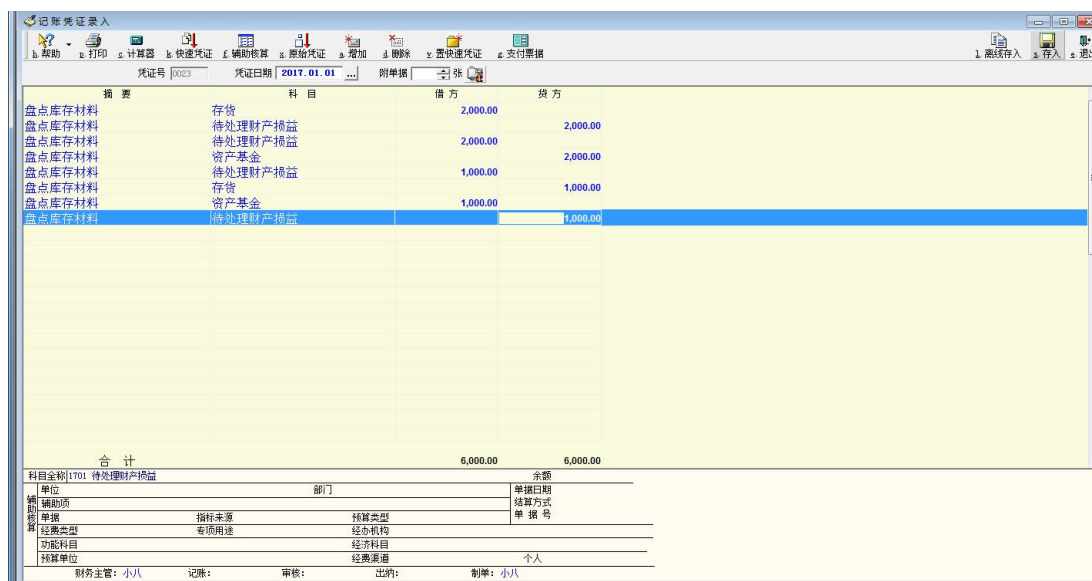 记账凭证录入
h.帮助 p.打印 c.计算器 k.快速凭证 f.辅助核算 z.原始凭证 a.增加 d.删除 v.置快速凭证 g.支付票据 l.离线存入 s.存入
凭证号 0023 凭证日期 2017.01.01 ... 附单据 张
摘 要 科 目 借 方 贷 方
盘点库存材料 存货 2,000.00
盘点库存材料 待处理财产损益 2,000.00
盘点库存材料 待处理财产损益 2,000.00
盘点库存材料 资产基金 2,000.00
盘点库存材料 待处理财产损益 1,000.00
盘点库存材料 存货 1,000.00
盘点库存材料 资产基金 1,000.00
盘点库存材料 待处理财产损益 1,000.00
合 计 6,000.00 6,000.00
科目全称 1701 待处理财产损益 余额
辅助核算
单位 部门 单据日期
辅助项 结算方式
单据 指标来源 预算类型 单 据 号
经费类型 专项用途 经办机构
功能科目 经济科目
预算单位 经费渠道 个人
财务主管: 小八 记账: 审核: 出纳: 制单: 小八